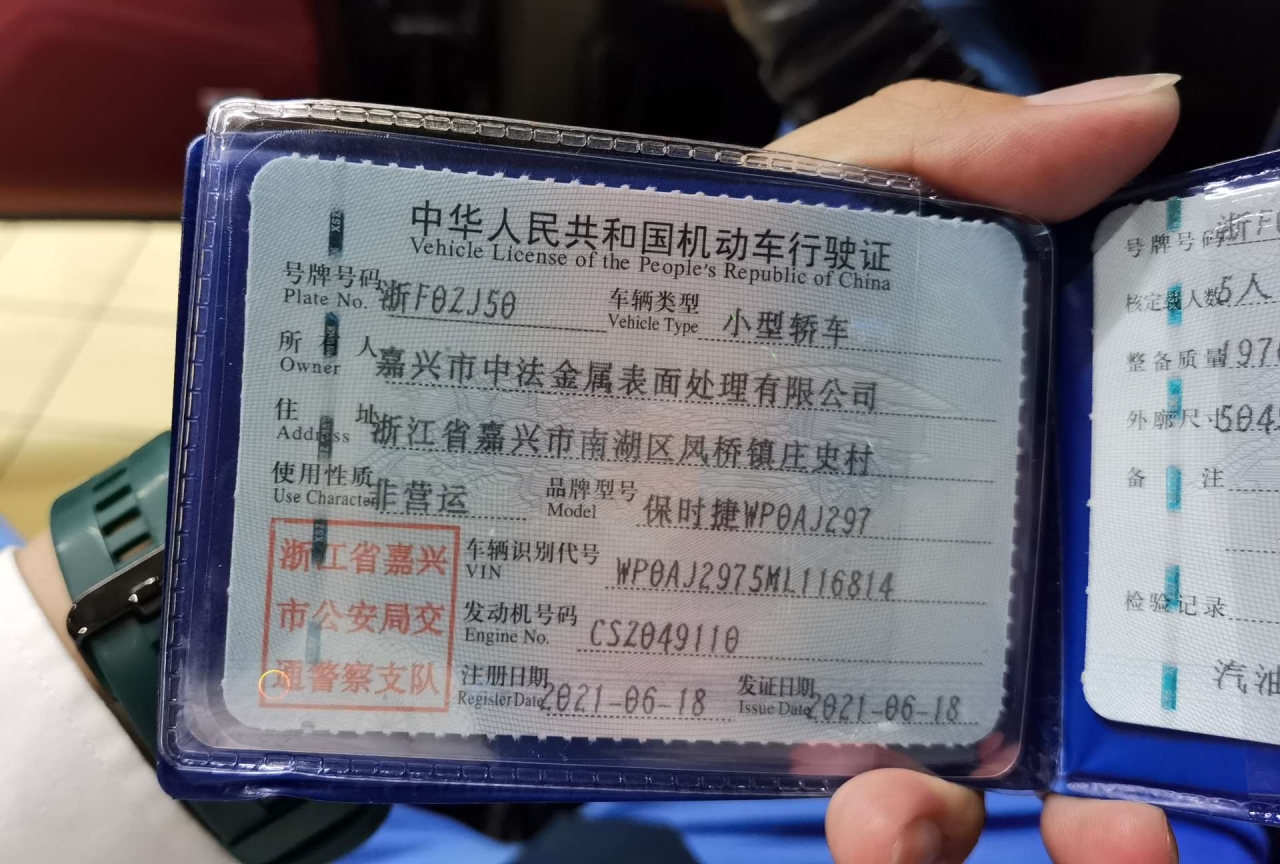 中华人民共和国机动车行驶证
Vehicle License of the People's Republic of China
号牌号码 浙F02J50 车辆类型 小型轿车
Plate No. Vehicle Type
所有人 嘉兴市中法金属表面处理有限公司
Owner
住址 浙江省嘉兴市南湖区凤桥镇庄史村
Address
使用性质 非营运 品牌型号 保时捷WP0AJ297
Use Character Model
浙江省嘉兴
市公安局交
通警察支队
车辆识别代号 WP0AJ2975ML116814
VIN
发动机号码 CSZ049110
Engine No.
注册日期 2021-06-18 发证日期 2021-06-18
Register Date Issue Date
号牌号码 浙F0
核定载人数 5人
整备质量 197
外廓尺寸 504
备注
检验记录
汽油